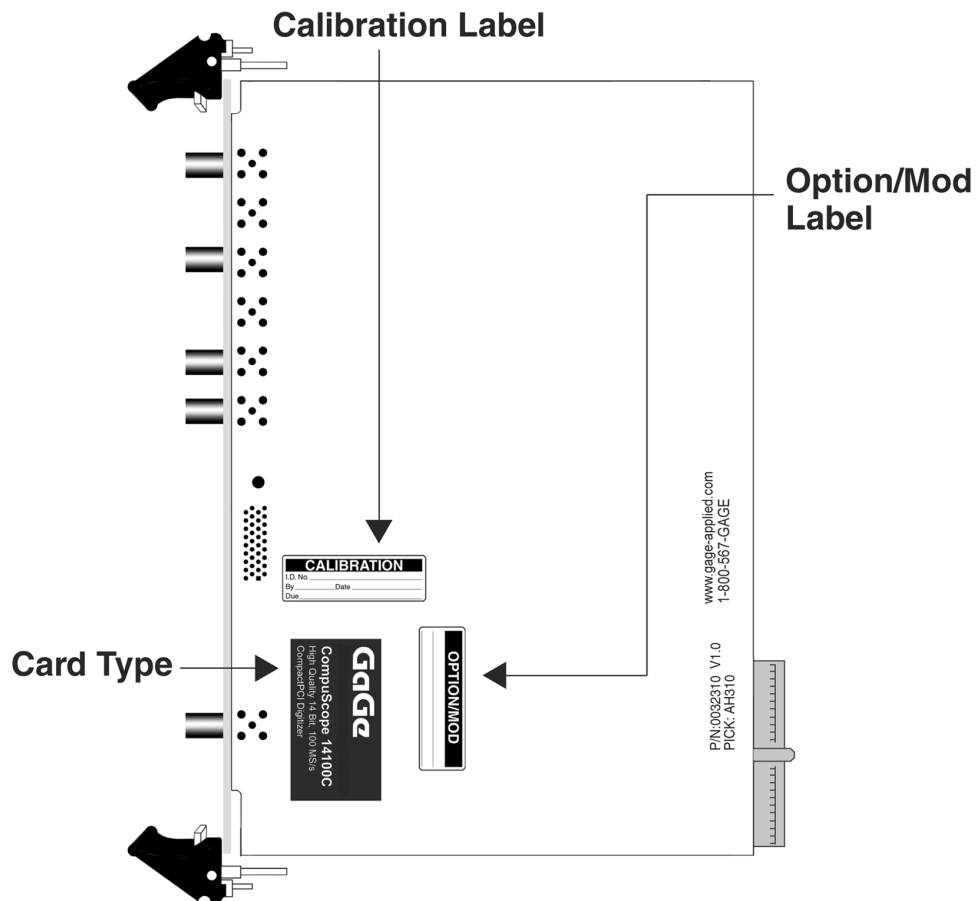 Calibration Label
Option/Mod
Label
www.gage-applied.com
1-800-567-GAGE
CALIBRATION
I.D. No.
By Date
Due
Card Type
GaGe
CompuScope 14100C
High Quality 14 Bit, 100 MS/s
CompactPCI Digitizer
OPTION/MOD
P/N:0032310 V1.0
PICK: AH310